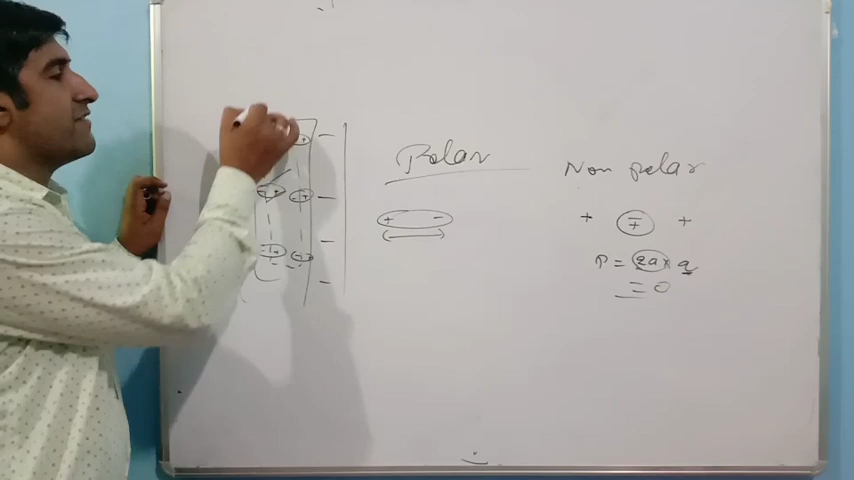 Polar
Non polar
+ -
+ ∓ +
P = 2a × q
= 0